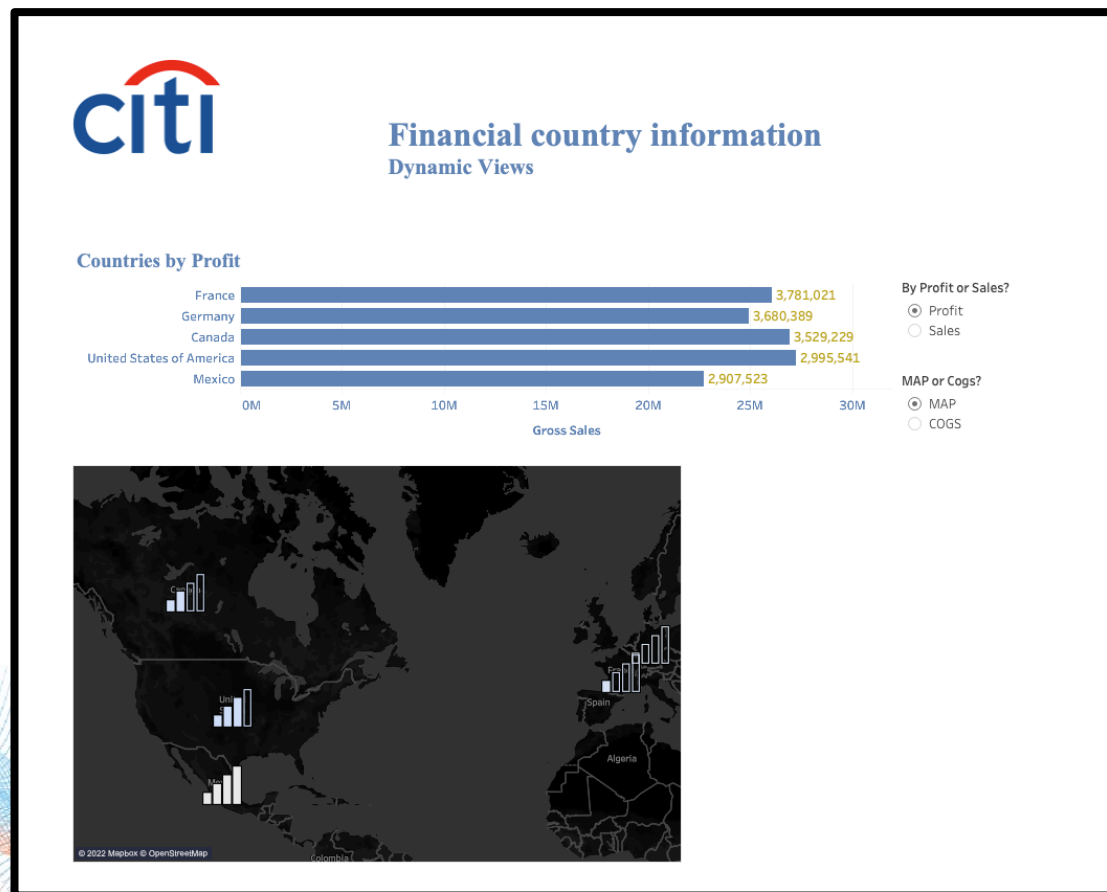 citi
Financial country information
Dynamic Views
Countries by Profit
France 3,781,021
Germany 3,680,389
Canada 3,529,229
United States of America 2,995,541
Mexico 2,907,523
0M 5M 10M 15M 20M 25M 30M
Gross Sales
By Profit or Sales?
Profit
Sales
MAP or Cogs?
MAP
COGS
Spain
Algeria
© 2022 Mapbox © OpenStreetMap
Colombia